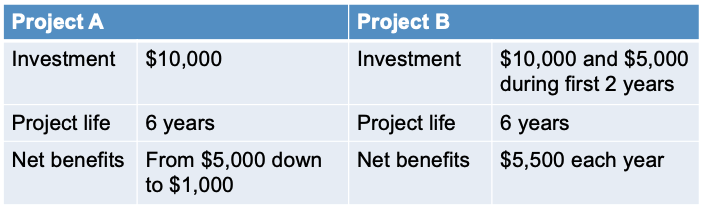 Project A Project B
Investment $10,000 Investment $10,000 and $5,000
during first 2 years
Project life 6 years Project life 6 years
Net benefits From $5,000 down Net benefits $5,500 each year
to $1,000